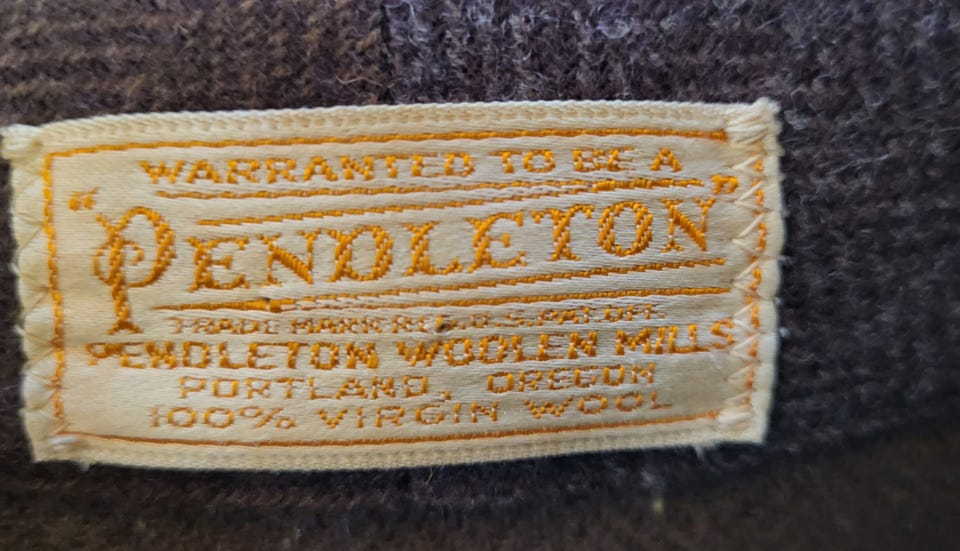 WARRANTED TO BE A
"PENDLETON"
TRADE MARK REG. U.S. PAT. OFF.
PENDLETON WOOLEN MILLS
PORTLAND, OREGON
100% VIRGIN WOOL